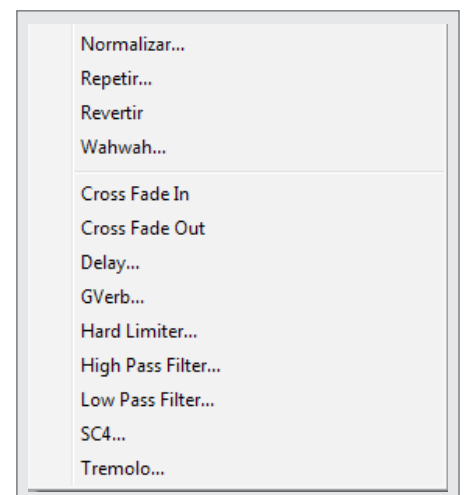 Normalizar...
Repetir...
Revertir
Wahwah...
Cross Fade In
Cross Fade Out
Delay...
GVerb...
Hard Limiter...
High Pass Filter...
Low Pass Filter...
SC4...
Tremolo...